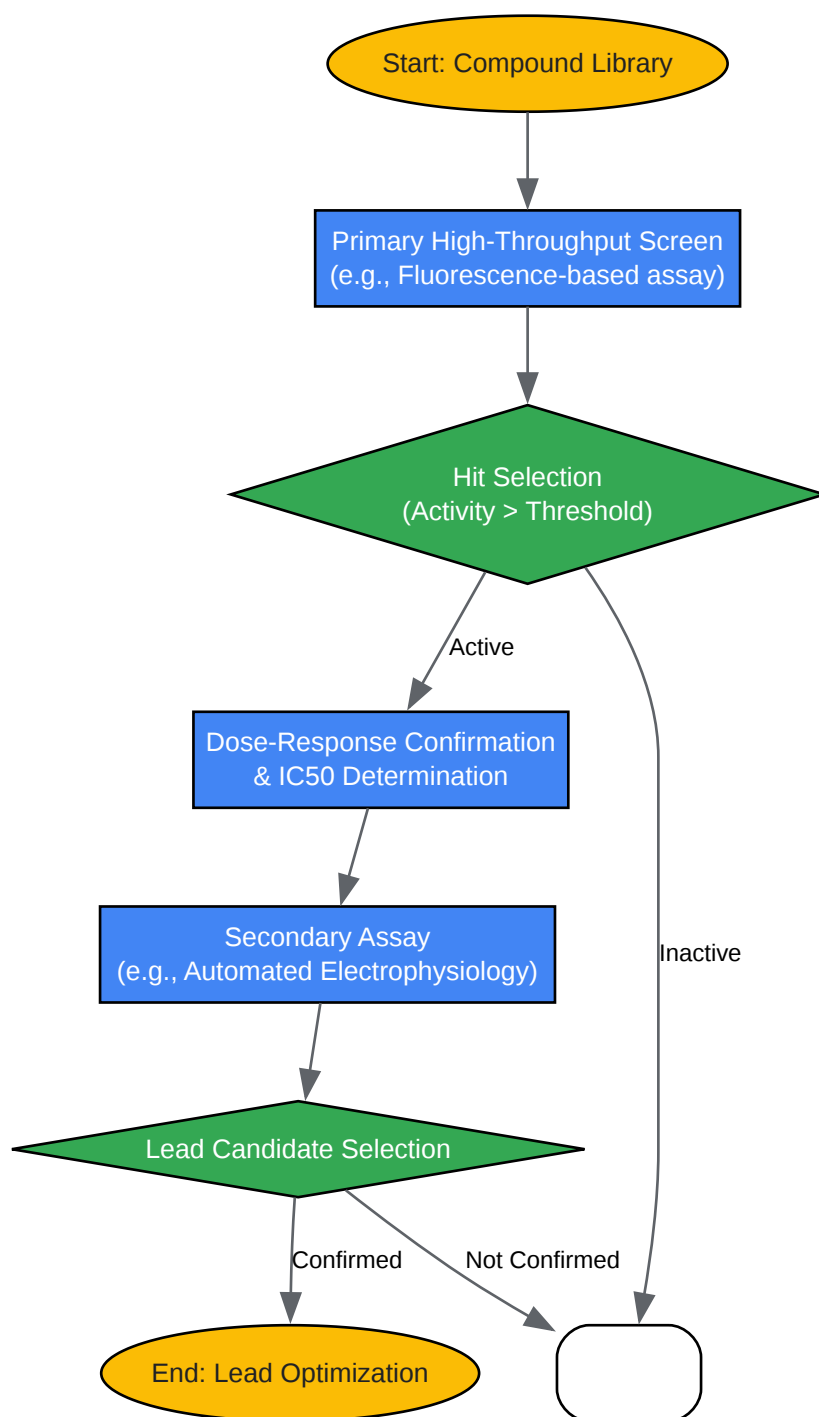 Start: Compound Library
Primary High-Throughput Screen
(e.g., Fluorescence-based assay)
Hit Selection
(Activity > Threshold)
Active
Dose-Response Confirmation
& IC50 Determination
Secondary Assay
(e.g., Automated Electrophysiology)
Inactive
Lead Candidate Selection
Confirmed
Not Confirmed
End: Lead Optimization